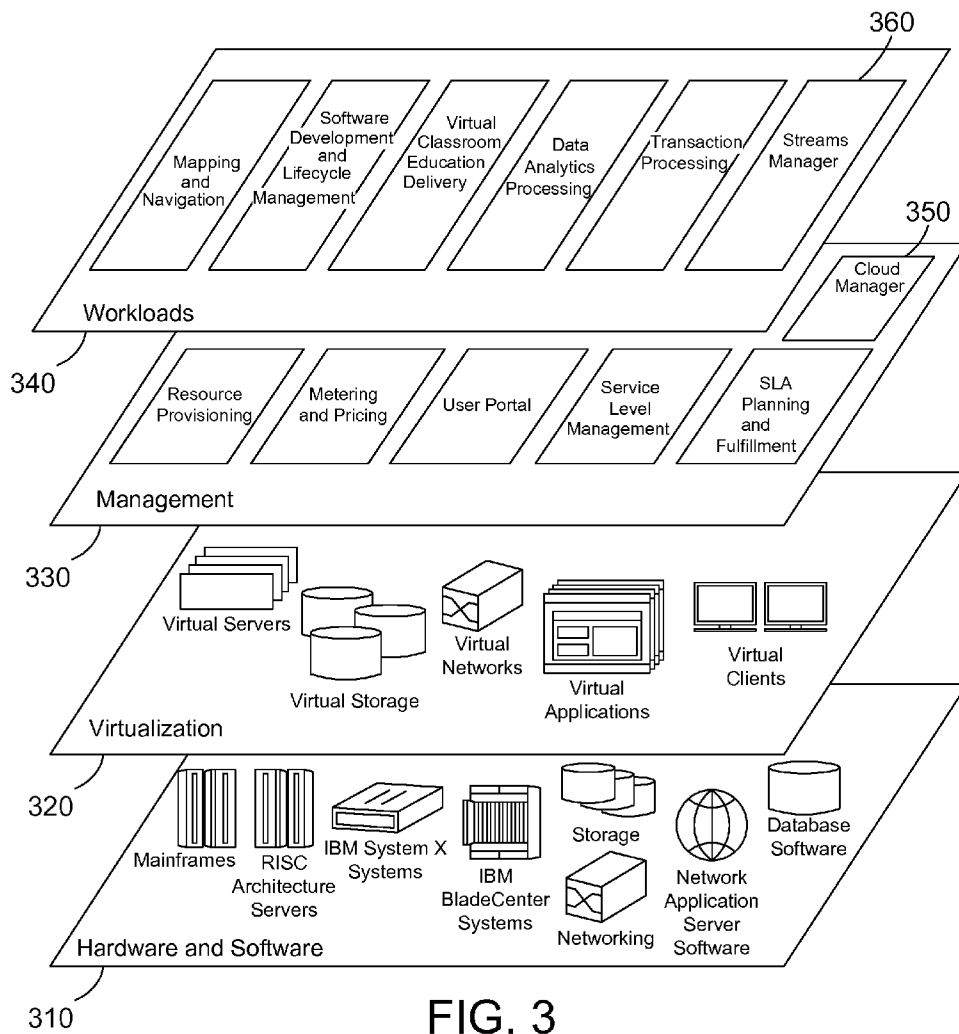 360
Mapping
and
Navigation
Software
Development
and
Lifecycle
Management
Virtual
Classroom
Education
Delivery
Data
Analytics
Processing
Transaction
Processing
Streams
Manager
Workloads
340
350
Cloud
Manager
Resource
Provisioning
Metering
and Pricing
User Portal
Service
Level
Management
SLA
Planning
and
Fulfillment
Management
330
Virtual Servers
Virtual Storage
Virtual
Networks
Virtual
Applications
Virtual
Clients
Virtualization
320
Mainframes
RISC
Architecture
Servers
IBM System X
Systems
IBM
BladeCenter
Systems
Storage
Networking
Network
Application
Server
Software
Database
Software
Hardware and Software
310
FIG. 3